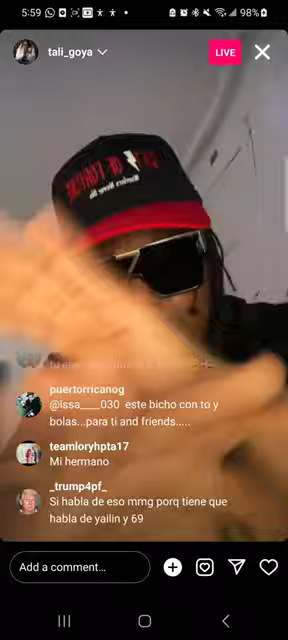 5:59
98%
tali_goya
LIVE
puertorricanog
@issa____030 este bicho con to y
bolas...para ti and friends.....
teamloryhpta17
Mi hermano
_trump4pf_
Si habla de eso mmg porq tiene que
habla de yailin y 69
Add a comment...